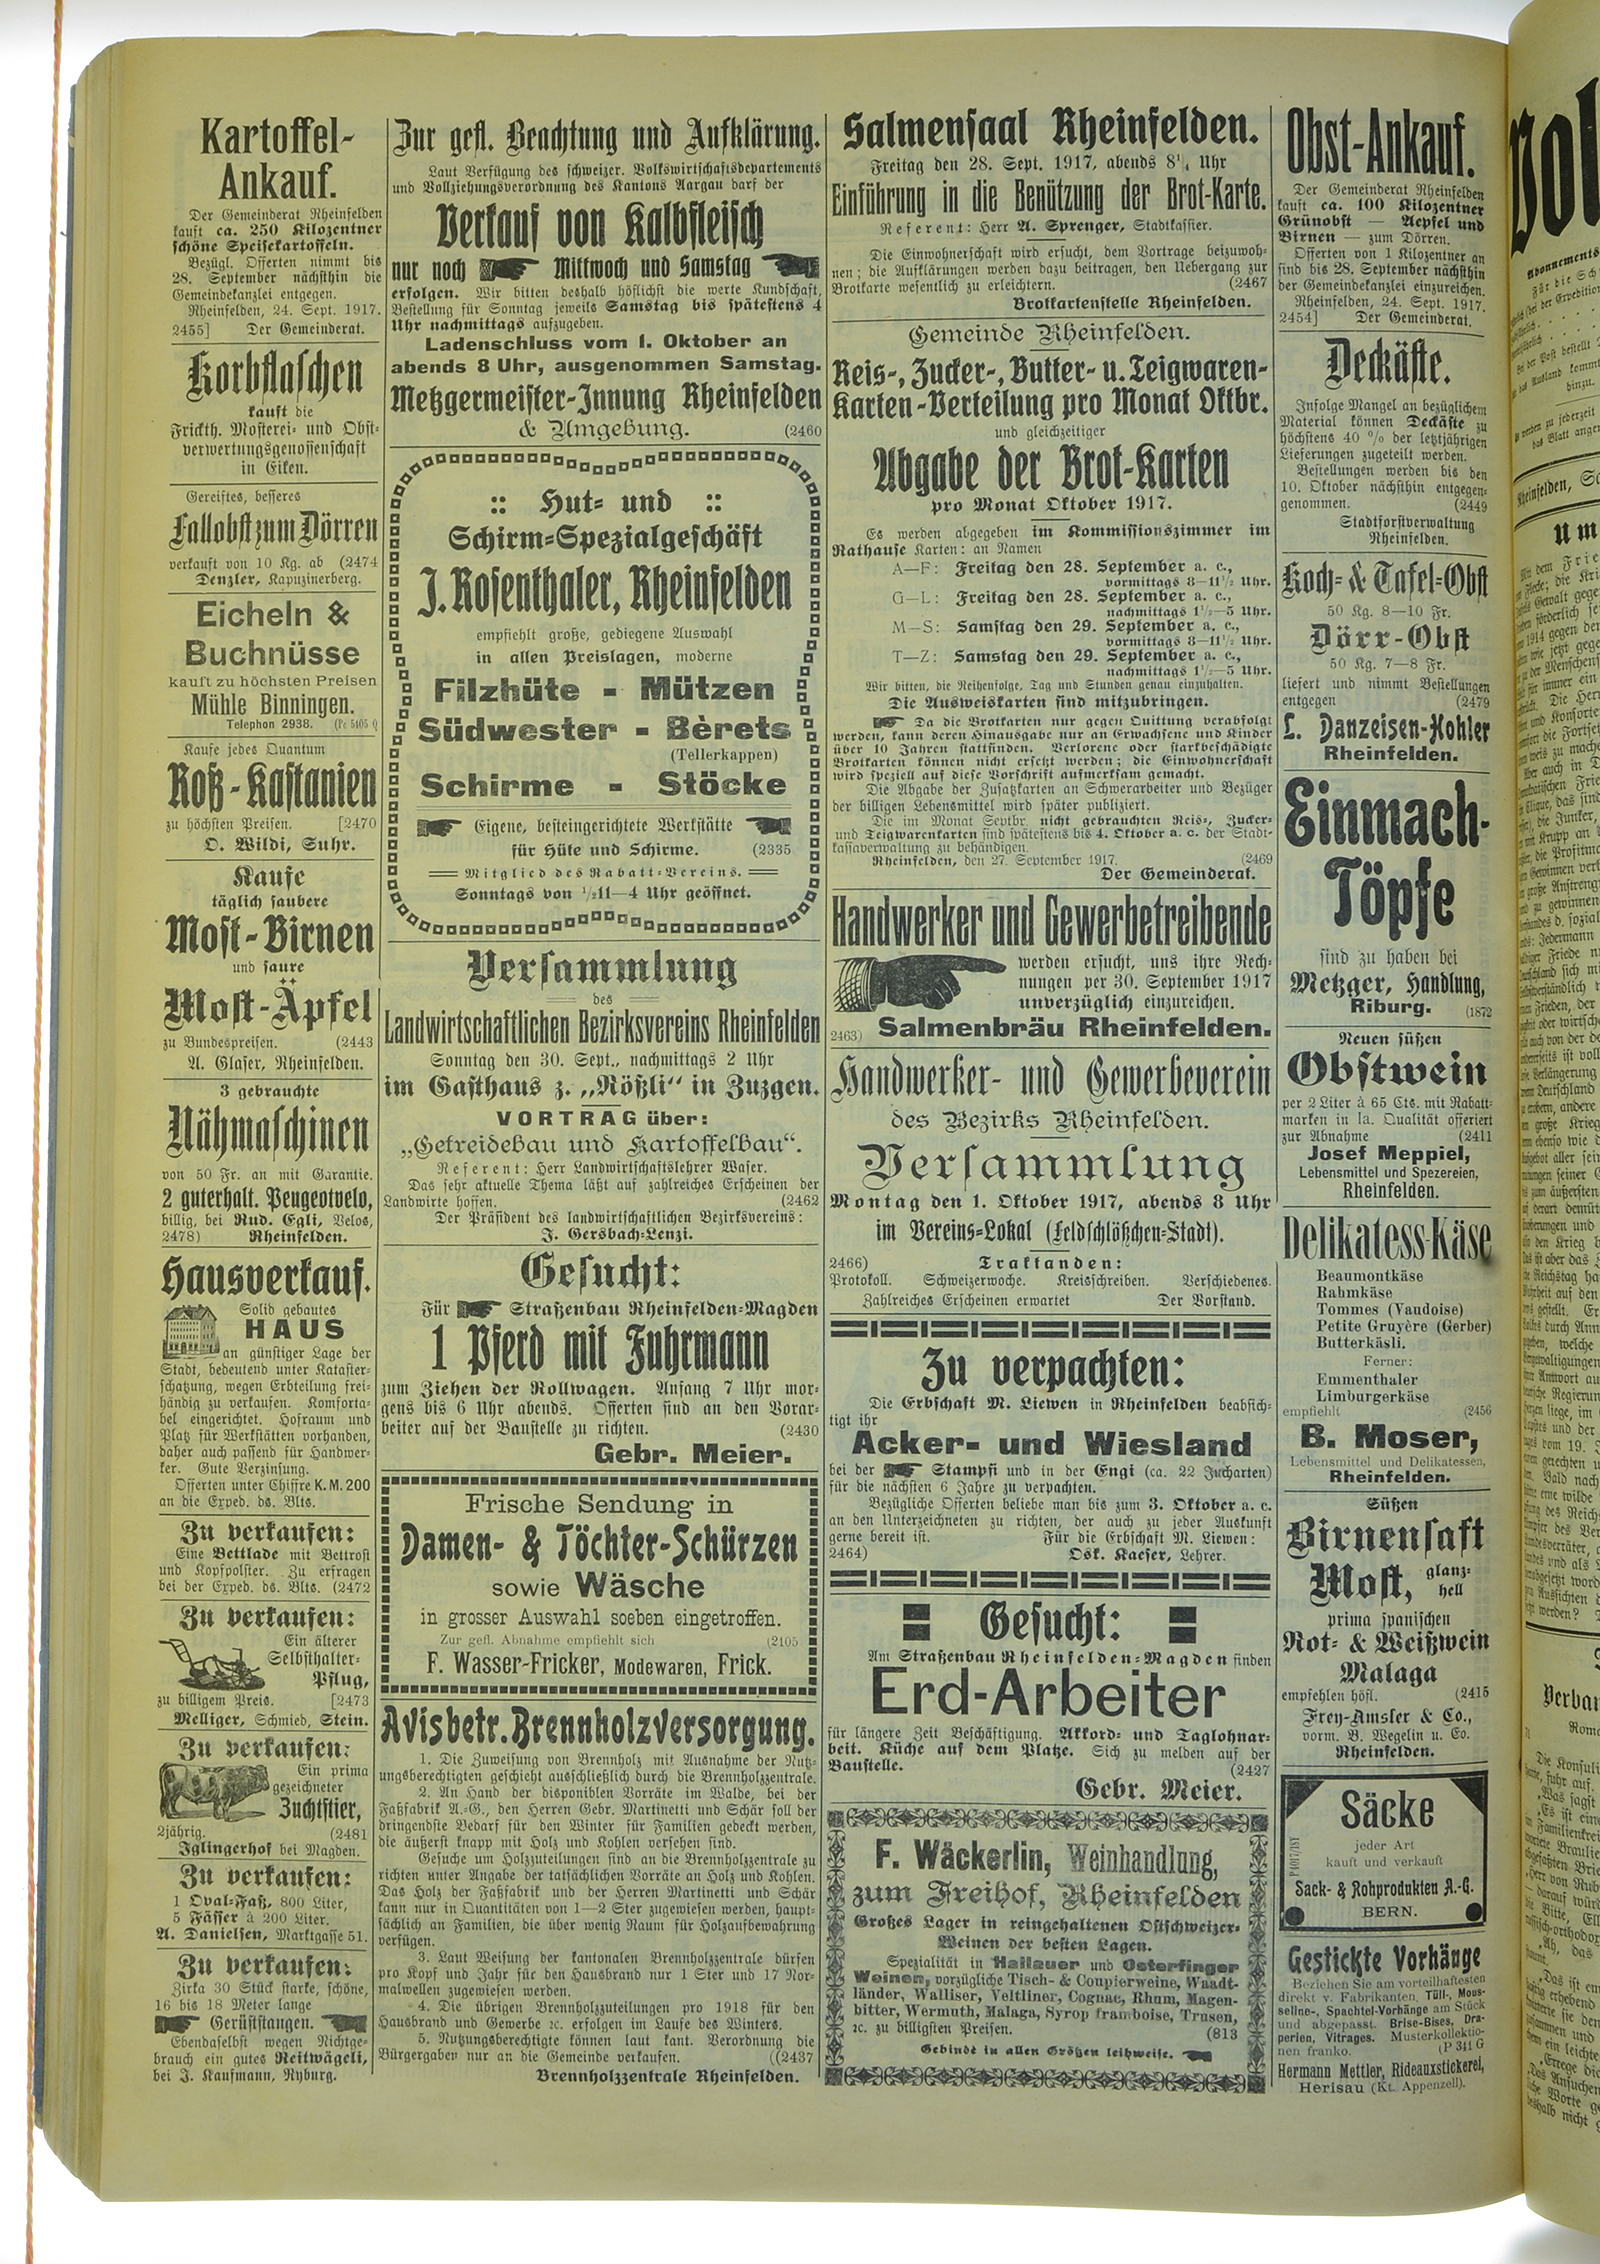 Kartoffel-
Ankauf.
Der Gemeinderat Rheinfelden
kauft ca. 250 Kilozentner
schöne Speisekartoffeln.
Bezügl. Offerten nimmt bis
28. September nächsthin die
Gemeindekanzlei entgegen.
Rheinfelden, 24. Sept. 1917.
2455] Der Gemeinderat.
Korbflaschen
kauft die
Frickth. Mosterei- und Obst-
verwertungsgenossenschaft
in Eiken.
Gereiftes, besseres
Fallobst zum Dörren
verkauft von 10 Kg. ab (2474
Denzler, Kapuzinerberg.
Eicheln &
Buchnüsse
kauft zu höchsten Preisen
Mühle Binningen.
Telephon 2938.
Kaufe jedes Quantum
Roß-Kastanien
zu höchsten Preisen. [2470
O. Wildi, Suhr.
Kaufe
täglich saubere
Most-Birnen
und saure
Most-Äpfel
zu Bundespreisen. (2443
A. Glaser, Rheinfelden.
3 gebrauchte
Nähmaschinen
von 50 Fr. an mit Garantie.
2 guterhalt. Peugeotvelo,
billig, bei Rud. Egli, Velos,
2478) Rheinfelden.
Hausverkauf.
Solid gebautes
HAUS
an günstiger Lage der
Stadt, bedeutend unter Kataster-
schatzung, wegen Erbteilung frei-
händig zu verkaufen. Komforta-
bel eingerichtet. Hofraum und
Platz für Werkstätten vorhanden,
daher auch passend für Handwer-
ker. Gute Verzinsung.
Offerten unter Chiffre K. M. 200
an die Exped. ds. Blts.
Zu verkaufen:
Eine Bettlade mit Bettrost
und Kopfpolster. Zu erfragen
bei der Exped. ds. Blts. (2472
Zu verkaufen:
Ein älterer
Selbsthalter-
Pflug,
zu billigem Preis. [2473
Melliger, Schmied, Stein.
Zu verkaufen:
Ein prima
gezeichneter
Zuchtstier,
2jährig. (2481
Iglingerhof bei Magden.
Zu verkaufen:
1 Oval-Faß, 800 Liter,
5 Fässer à 200 Liter.
A. Danielsen, Marktgasse 51.
Zu verkaufen:
Zirka 30 Stück starke, schöne,
16 bis 18 Meter lange
Gerüststangen.
Ebendaselbst wegen Nichtge-
brauch ein gutes Reitwägeli,
bei J. Kaufmann, Ryburg.
Zur gefl. Beachtung und Aufklärung.
Laut Verfügung des schweizer. Volkswirtschaftsdepartements
und Vollziehungsverordnung des Kantons Aargau darf der
Verkauf von Kalbfleisch
nur noch Mittwoch und Samstag
erfolgen. Wir bitten deshalb höflichst die werte Kundschaft,
Bestellung für Sonntag jeweils Samstag bis spätestens 4
Uhr nachmittags aufzugeben.
Ladenschluss vom 1. Oktober an
abends 8 Uhr, ausgenommen Samstag.
Metzgermeister-Innung Rheinfelden
& Umgebung. (2460
:: Hut- und ::
Schirm-Spezialgeschäft
J. Rosenthaler, Rheinfelden
empfiehlt große, gediegene Auswahl
in allen Preislagen, moderne
Filzhüte - Mützen
Südwester - Bèrets
(Tellerkappen)
Schirme - Stöcke
Eigene, besteingerichtete Werkstätte
für Hüte und Schirme. (2335
Mitglied des Rabatt-Vereins.
Sonntags von ½11—4 Uhr geöffnet.
Versammlung
des
Landwirtschaftlichen Bezirksvereins Rheinfelden
Sonntag den 30. Sept., nachmittags 2 Uhr
im Gasthaus z. „Rößli“ in Zuzgen.
VORTRAG über:
„Getreidebau und Kartoffelbau“.
Referent: Herr Landwirtschaftslehrer Waser.
Das sehr aktuelle Thema läßt auf zahlreiches Erscheinen der
Landwirte hoffen. (2462
Der Präsident des landwirtschaftlichen Bezirksvereins:
J. Gersbach-Lenzi.
Gesucht:
Für Straßenbau Rheinfelden-Magden
1 Pferd mit Fuhrmann
zum Ziehen der Rollwagen. Anfang 7 Uhr mor-
gens bis 6 Uhr abends. Offerten sind an den Vorar-
beiter auf der Baustelle zu richten. (2430
Gebr. Meier.
Frische Sendung in
Damen- & Töchter-Schürzen
sowie Wäsche
in grosser Auswahl soeben eingetroffen.
Zur gefl. Abnahme empfiehlt sich (2105
F. Wasser-Fricker, Modewaren, Frick.
Avis betr. Brennholzversorgung.
1. Die Zuweisung von Brennholz mit Ausnahme der Nutz-
ungsberechtigten geschieht ausschließlich durch die Brennholzzentrale.
2. An Hand der disponiblen Vorräte im Walde, bei der
Faßfabrik A.-G., den Herren Gebr. Martinetti und Schär soll der
dringendste Bedarf für den Winter für Familien gedeckt werden,
die äußerst knapp mit Holz und Kohlen versehen sind.
Gesuche um Holzzuteilungen sind an die Brennholzzentrale zu
richten unter Angabe der tatsächlichen Vorräte an Holz und Kohlen.
Das Holz der Faßfabrik und der Herren Martinetti und Schär
kann nur in Quantitäten von 1—2 Ster zugewiesen werden, haupt-
sächlich an Familien, die über wenig Raum für Holzaufbewahrung
verfügen.
3. Laut Weisung der kantonalen Brennholzzentrale dürfen
pro Kopf und Jahr für den Hausbrand nur 1 Ster und 17 Nor-
malwellen zugewiesen werden.
4. Die übrigen Brennholzzuteilungen pro 1918 für den
Hausbrand und Gewerbe ꝛc. erfolgen im Laufe des Winters.
5. Nutzungsberechtigte können laut kant. Verordnung die
Bürgergaben nur an die Gemeinde verkaufen. ((2437
Brennholzzentrale Rheinfelden.
Salmensaal Rheinfelden.
Freitag den 28. Sept. 1917, abends 8¼ Uhr
Einführung in die Benützung der Brot-Karte.
Referent: Herr A. Sprenger, Stadtkassier.
Die Einwohnerschaft wird ersucht, dem Vortrage beizuwoh-
nen; die Aufklärungen werden dazu beitragen, den Uebergang zur
Brotkarte wesentlich zu erleichtern. (2467
Brotkartenstelle Rheinfelden.
Gemeinde Rheinfelden.
Reis-, Zucker-, Butter- u. Teigwaren-
Karten-Verteilung pro Monat Oktbr.
und gleichzeitiger
Abgabe der Brot-Karten
pro Monat Oktober 1917.
Es werden abgegeben im Kommissionszimmer im
Rathause Karten: an Namen
A—F: Freitag den 28. September a. c.,
vormittags 8—11½ Uhr.
G—L: Freitag den 28. September a. c.,
nachmittags 1½—5 Uhr.
M—S: Samstag den 29. September a. c.,
vormittags 8—11½ Uhr.
T—Z: Samstag den 29. September a. c.,
nachmittags 1½—5 Uhr.
Wir bitten, die Reihenfolge, Tag und Stunden genau einzuhalten.
Die Ausweiskarten sind mitzubringen.
Da die Brotkarten nur gegen Quittung verabfolgt
werden, kann deren Hinausgabe nur an Erwachsene und Kinder
über 10 Jahren stattfinden. Verlorene oder starkbeschädigte
Brotkarten können nicht ersetzt werden; die Einwohnerschaft
wird speziell auf diese Vorschrift aufmerksam gemacht.
Die Abgabe der Zusatzkarten an Schwerarbeiter und Bezüger
der billigen Lebensmittel wird später publiziert.
Die im Monat Septbr. nicht gebrauchten Reis-, Zucker-
und Teigwarenkarten sind spätestens bis 4. Oktober a. c. der Stadt-
kassaverwaltung zu behändigen.
Rheinfelden, den 27. September 1917. (2469
Der Gemeinderat.
Handwerker und Gewerbetreibende
werden ersucht, uns ihre Rech-
nungen per 30. September 1917
unverzüglich einzureichen.
2463) Salmenbräu Rheinfelden.
Handwerker- und Gewerbeverein
des Bezirks Rheinfelden.
Versammlung
Montag den 1. Oktober 1917, abends 8 Uhr
im Vereins-Lokal (Feldschlößchen-Stadt).
2466) Traktanden:
Protokoll. Schweizerwoche. Kreisschreiben. Verschiedenes.
Zahlreiches Erscheinen erwartet Der Vorstand.
Zu verpachten:
Die Erbschaft M. Liewen in Rheinfelden beabsich-
tigt ihr
Acker- und Wiesland
bei der Stampfi und in der Engi (ca. 22 Jucharten)
für die nächsten 6 Jahre zu verpachten.
Bezügliche Offerten beliebe man bis zum 3. Oktober a. c.
an den Unterzeichneten zu richten, der auch zu jeder Auskunft
gerne bereit ist. Für die Erbschaft M. Liewen:
2464) Osk. Kaeser, Lehrer.
Gesucht:
Am Straßenbau Rheinfelden-Magden finden
Erd-Arbeiter
für längere Zeit Beschäftigung. Akkord- und Taglohnar-
beit. Küche auf dem Platze. Sich zu melden auf der
Baustelle. (2427
Gebr. Meier.
F. Wäckerlin, Weinhandlung,
zum Freihof, Rheinfelden
Großes Lager in reingehaltenen Ostschweizer-
Weinen der besten Lagen.
Spezialität in Hallauer und Osterfinger
Weinen, vorzügliche Tisch- & Coupierweine, Waadt-
länder, Walliser, Veltliner, Cognac, Rhum, Magen-
bitter, Wermuth, Malaga, Syrop framboise, Trusen,
ꝛc. zu billigsten Preisen. (813
Gebinde in allen Größen leihweise.
Obst-Ankauf.
Der Gemeinderat Rheinfelden
kauft ca. 100 Kilozentner
Grünobst — Aepfel und
Birnen — zum Dörren.
Offerten von 1 Kilozentner an
sind bis 28. September nächsthin
der Gemeindekanzlei einzureichen.
Rheinfelden, 24. Sept. 1917.
2454] Der Gemeinderat.
Deckäste.
Infolge Mangel an bezüglichem
Material können Deckäste zu
höchstens 40 % der letztjährigen
Lieferungen zugeteilt werden.
Bestellungen werden bis den
10. Oktober nächsthin entgegen-
genommen. (2449
Stadtforstverwaltung
Rheinfelden.
Koch- & Tafel-Obst
50 Kg. 8—10 Fr.
Dörr-Obst
50 Kg. 7—8 Fr.
liefert und nimmt Bestellungen
entgegen (2479
L. Danzeisen-Kohler
Rheinfelden.
Einmach-
Töpfe
sind zu haben bei
Metzger, Handlung,
Riburg. (1872
Neuen süßen
Obstwein
per 2 Liter à 65 Cts. mit Rabatt-
marken in Ia. Qualität offeriert
zur Abnahme (2411
Josef Meppiel,
Lebensmittel und Spezereien,
Rheinfelden.
Delikatess-Käse
Beaumontkäse
Rahmkäse
Tommes (Vaudoise)
Petite Gruyère (Gerber)
Butterkäsli.
Ferner:
Emmenthaler
Limburgerkäse
empfiehlt (2456
B. Moser,
Lebensmittel und Delikatessen,
Rheinfelden.
Süßen
Birnensaft
Most, glanz-
hell
prima spanischen
Rot- & Weißwein
Malaga
empfehlen höfl. (2415
Frey-Amsler & Co.,
vorm. B. Wegelin u. Co.
Rheinfelden.
Säcke
jeder Art
kauft und verkauft
Sack- & Rohprodukten A.-G.
BERN.
Gestickte Vorhänge
Beziehen Sie am vorteilhaftesten
direkt v. Fabrikanten, Tüll-, Mous-
seline-, Spachtel-Vorhänge am Stück
und abgepasst. Brise-Bises, Dra-
perien, Vitrages. Musterkollektio-
nen franko. (P 341 G
Hermann Mettler, Rideauxstickerei,
Herisau (Kt. Appenzell).